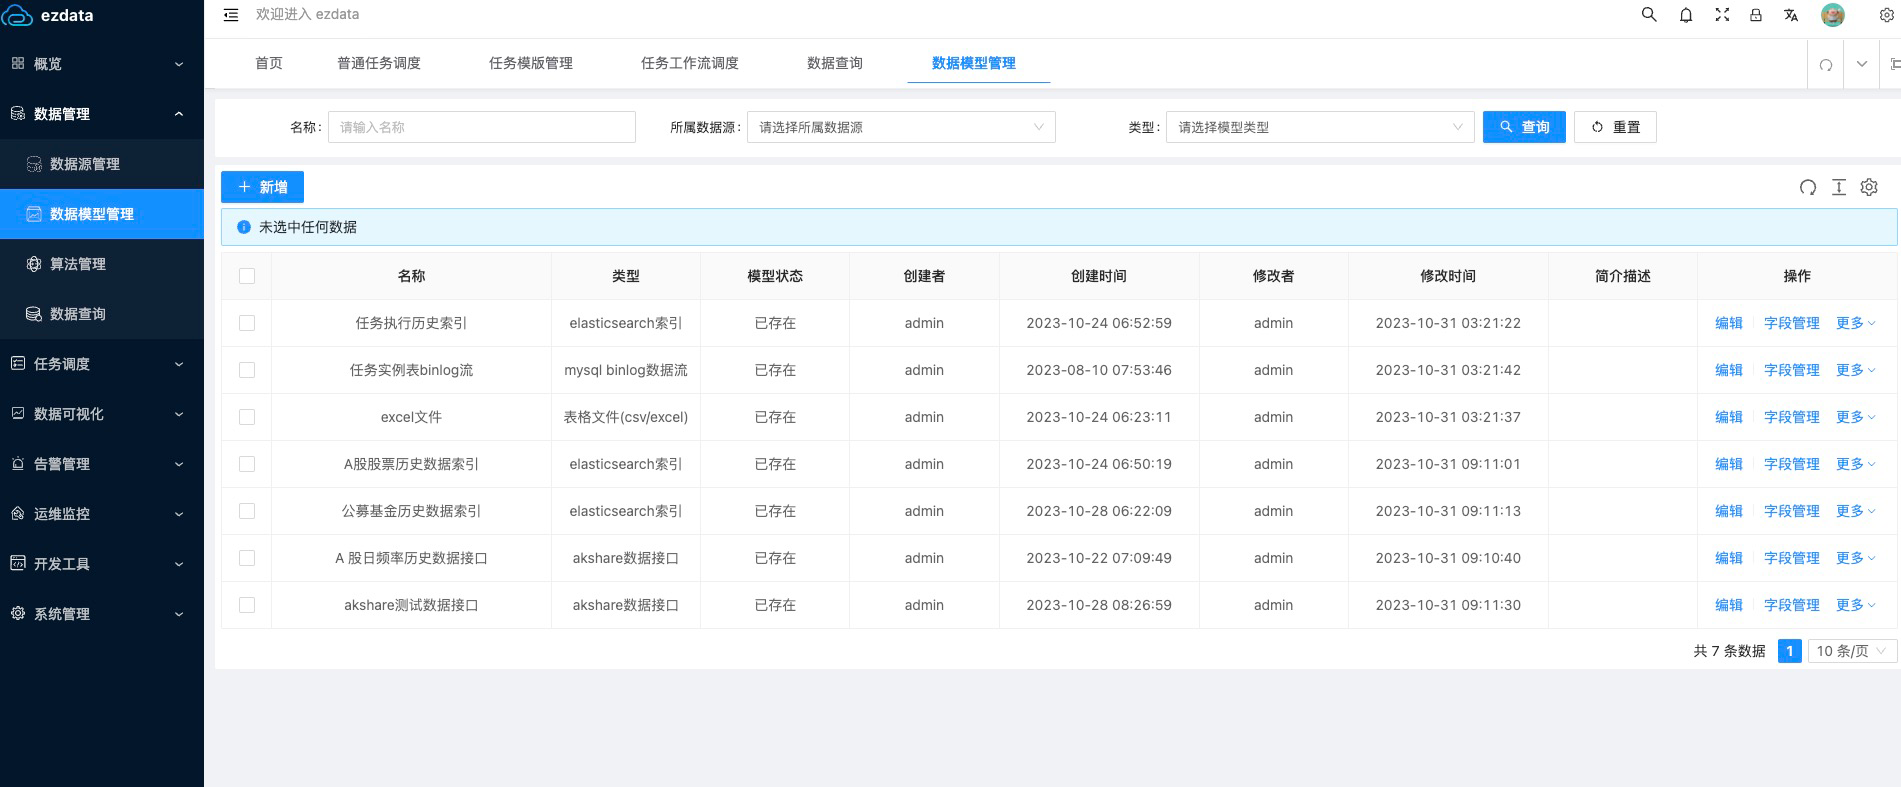 ezdata
概览
数据管理
数据源管理
数据模型管理
算法管理
数据查询
任务调度
数据可视化
告警管理
运维监控
开发工具
系统管理
欢迎进入 ezdata
首页 普通任务调度 任务模版管理 任务工作流调度 数据查询 数据模型管理
名称: 请输入名称 所属数据源: 请选择所属数据源 类型: 请选择模型类型 查询 重置
新增
未选中任何数据
名称 类型 模型状态 创建者 创建时间 修改者 修改时间 简介描述 操作
任务执行历史索引 elasticsearch索引 已存在 admin 2023-10-24 06:52:59 admin 2023-10-31 03:21:22 编辑 字段管理 更多
任务实例表binlog流 mysql binlog数据流 已存在 admin 2023-08-10 07:53:46 admin 2023-10-31 03:21:42 编辑 字段管理 更多
excel文件 表格文件(csv/excel) 已存在 admin 2023-10-24 06:23:11 admin 2023-10-31 03:21:37 编辑 字段管理 更多
A股股票历史数据索引 elasticsearch索引 已存在 admin 2023-10-24 06:50:19 admin 2023-10-31 09:11:01 编辑 字段管理 更多
公募基金历史数据索引 elasticsearch索引 已存在 admin 2023-10-28 06:22:09 admin 2023-10-31 09:11:13 编辑 字段管理 更多
A 股日频率历史数据接口 akshare数据接口 已存在 admin 2023-10-22 07:09:49 admin 2023-10-31 09:10:40 编辑 字段管理 更多
akshare测试数据接口 akshare数据接口 已存在 admin 2023-10-28 08:26:59 admin 2023-10-31 09:11:30 编辑 字段管理 更多
共 7 条数据 1 10 条/页